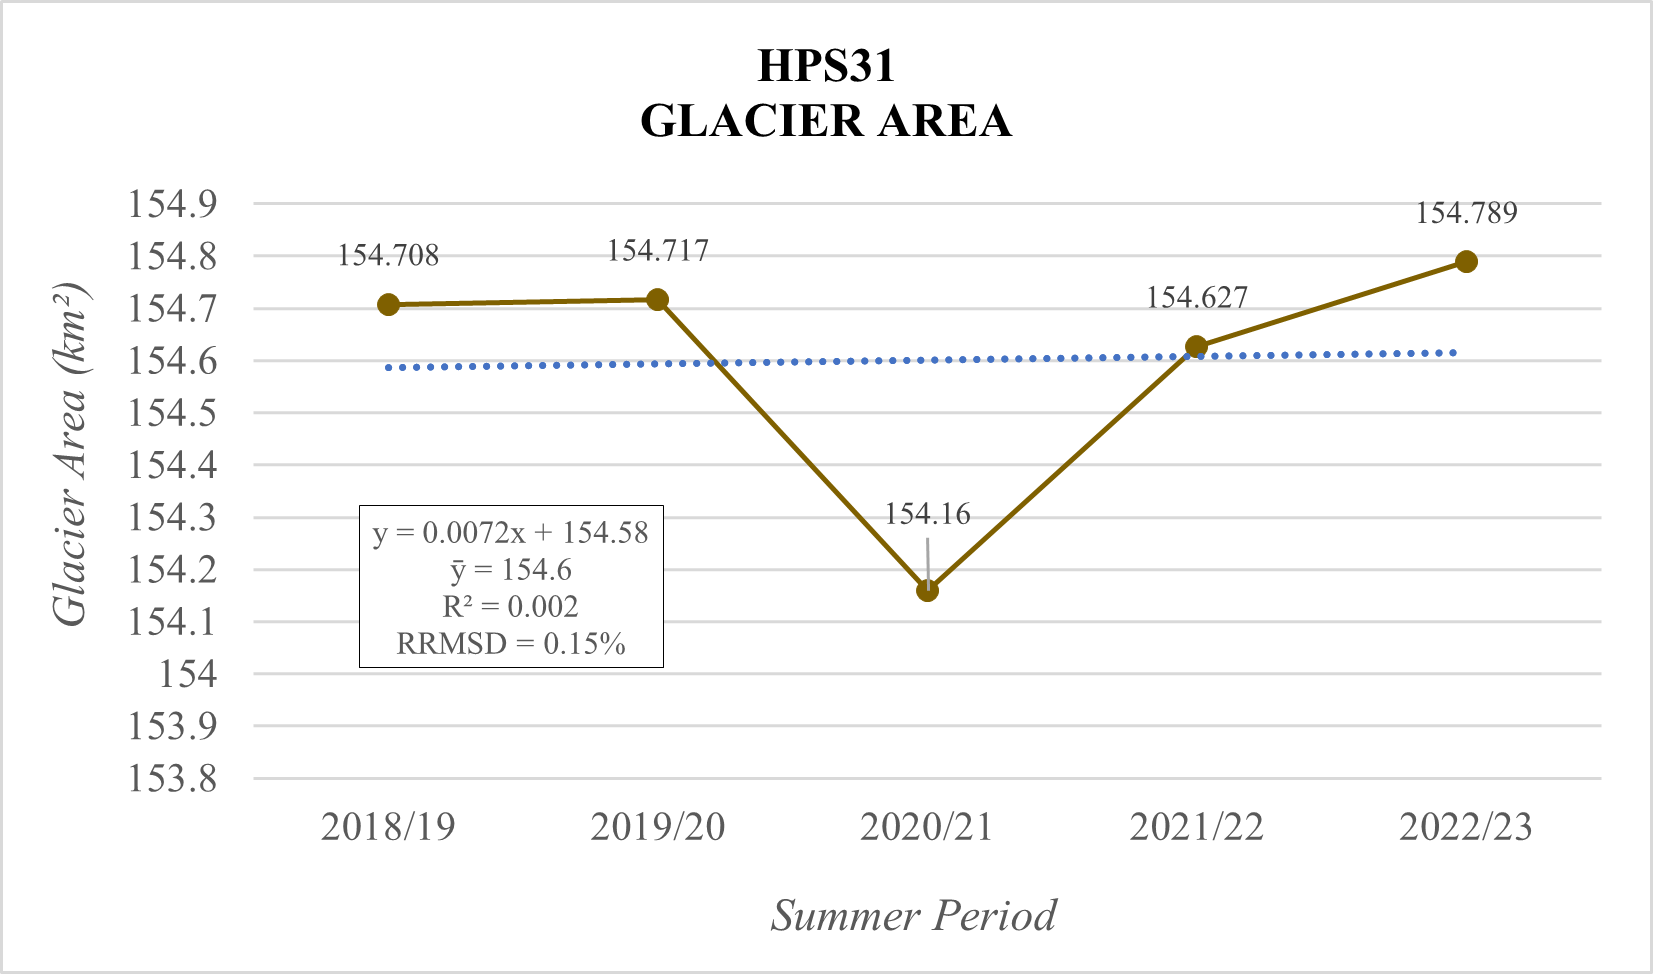 HPS31
GLACIER AREA
Glacier Area (km²)
154.9
154.8
154.7
154.6
154.5
154.4
154.3
154.2
154.1
154
153.9
153.8
154.708
154.717
154.16
154.627
154.789
y = 0.0072x + 154.58
ȳ = 154.6
R² = 0.002
RRMSD = 0.15%
2018/19
2019/20
2020/21
2021/22
2022/23
Summer Period